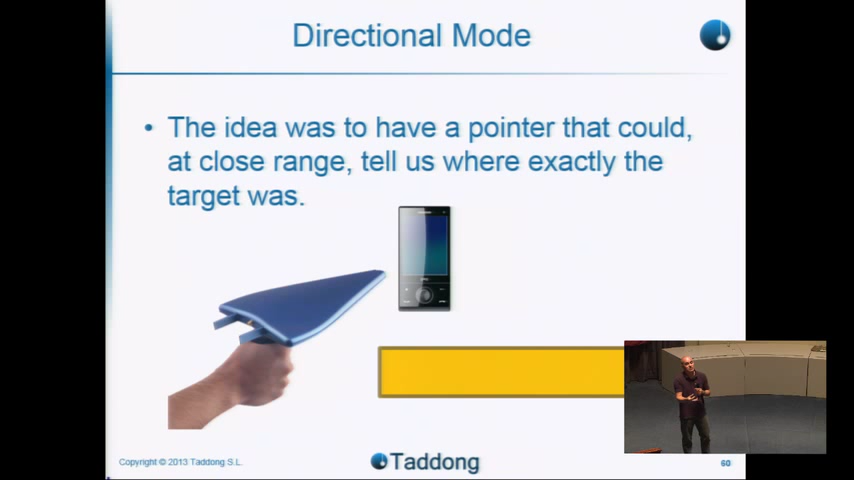 Directional Mode
• The idea was to have a pointer that could,
at close range, tell us where exactly the
target was.
Copyright © 2013 Taddong S.L.
Taddong
60